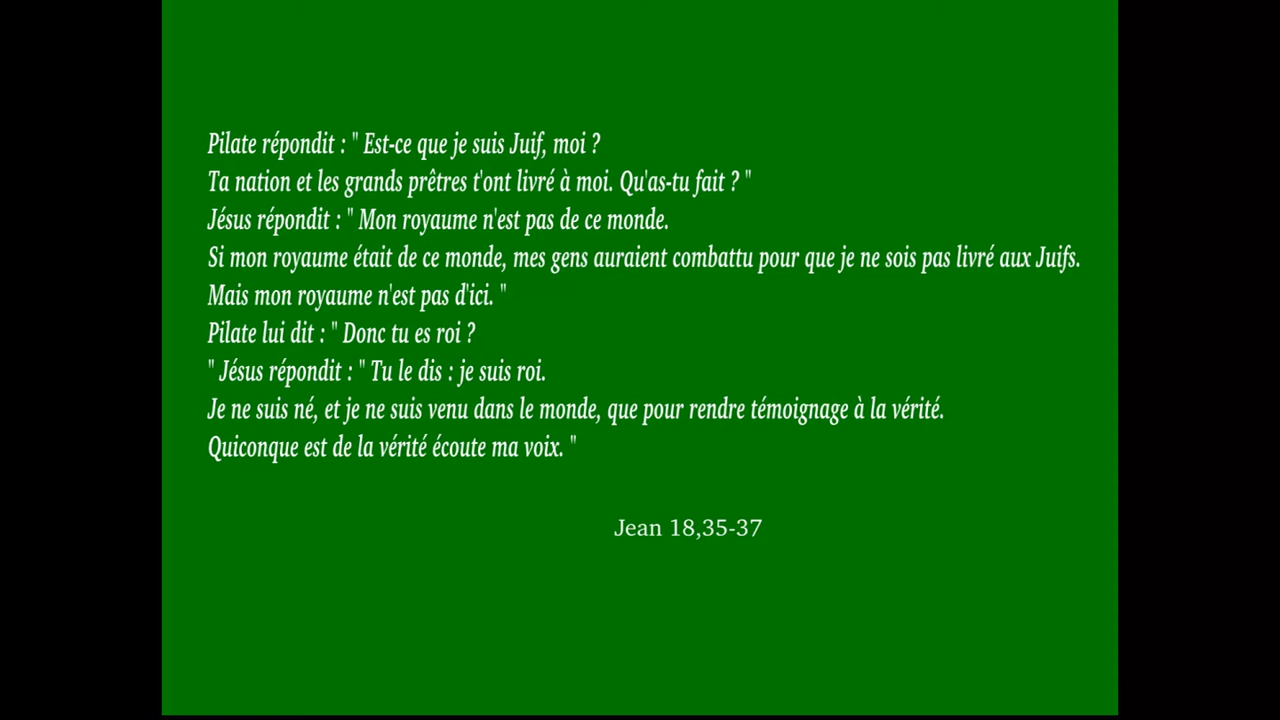 Pilate répondit : " Est-ce que je suis Juif, moi ?
Ta nation et les grands prêtres t'ont livré à moi. Qu'as-tu fait ? "
Jésus répondit : " Mon royaume n'est pas de ce monde.
Si mon royaume était de ce monde, mes gens auraient combattu pour que je ne sois pas livré aux Juifs.
Mais mon royaume n'est pas d'ici. "
Pilate lui dit : " Donc tu es roi ?
" Jésus répondit : " Tu le dis : je suis roi.
Je ne suis né, et je ne suis venu dans le monde, que pour rendre témoignage à la vérité.
Quiconque est de la vérité écoute ma voix. "
Jean 18,35-37